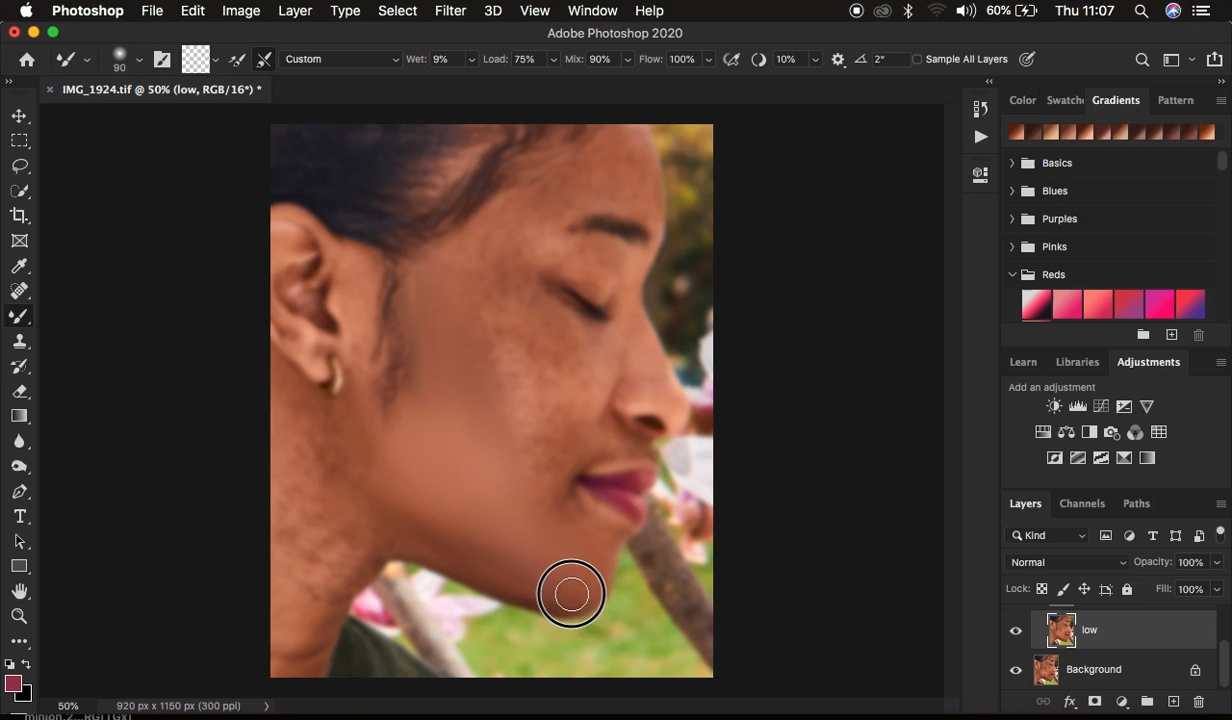 Photoshop File Edit Image Layer Type Select Filter 3D View Window Help 60% Thu 11:07
Adobe Photoshop 2020
90 Custom Wet: 9% Load: 75% Mix: 90% Flow: 100% 10% 2° Sample All Layers
IMG_1924.tif @ 50% (low, RGB/16*) *
Color Swatche Gradients Pattern
Basics
Blues
Purples
Pinks
Reds
Learn Libraries Adjustments
Add an adjustment
Layers Channels Paths
Kind
Normal Opacity: 100%
Lock: Fill: 100%
low
Background
50% 920 px x 1150 px (300 ppi)